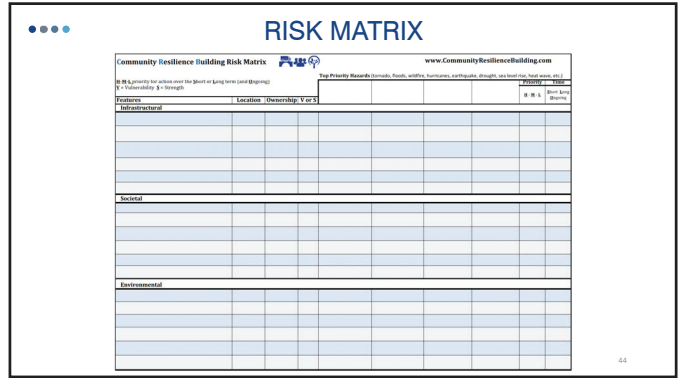 RISK MATRIX
Community Resilience Building Risk Matrix
www.CommunityResilienceBuilding.com
Top Priority Hazards (tornado, floods, wildfire, hurricanes, earthquake, drought, sea level rise, heat wave, etc.)
H-M-L priority for action over the Short or Long term (and Ongoing)
V = Vulnerability S = Strength
Priority Time
H - M - L Short Long
Ongoing
Features Location Ownership V or S
Infrastructural
Societal
Environmental
44